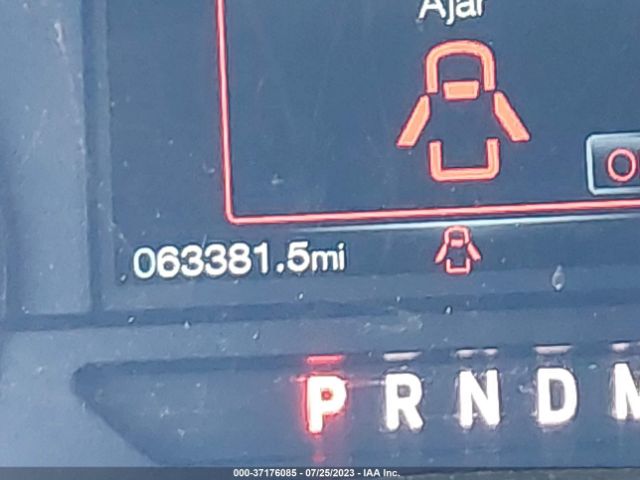 Ajar
063381.5mi
P R N D
000-37176085 - 07/25/2023 - IAA Inc.